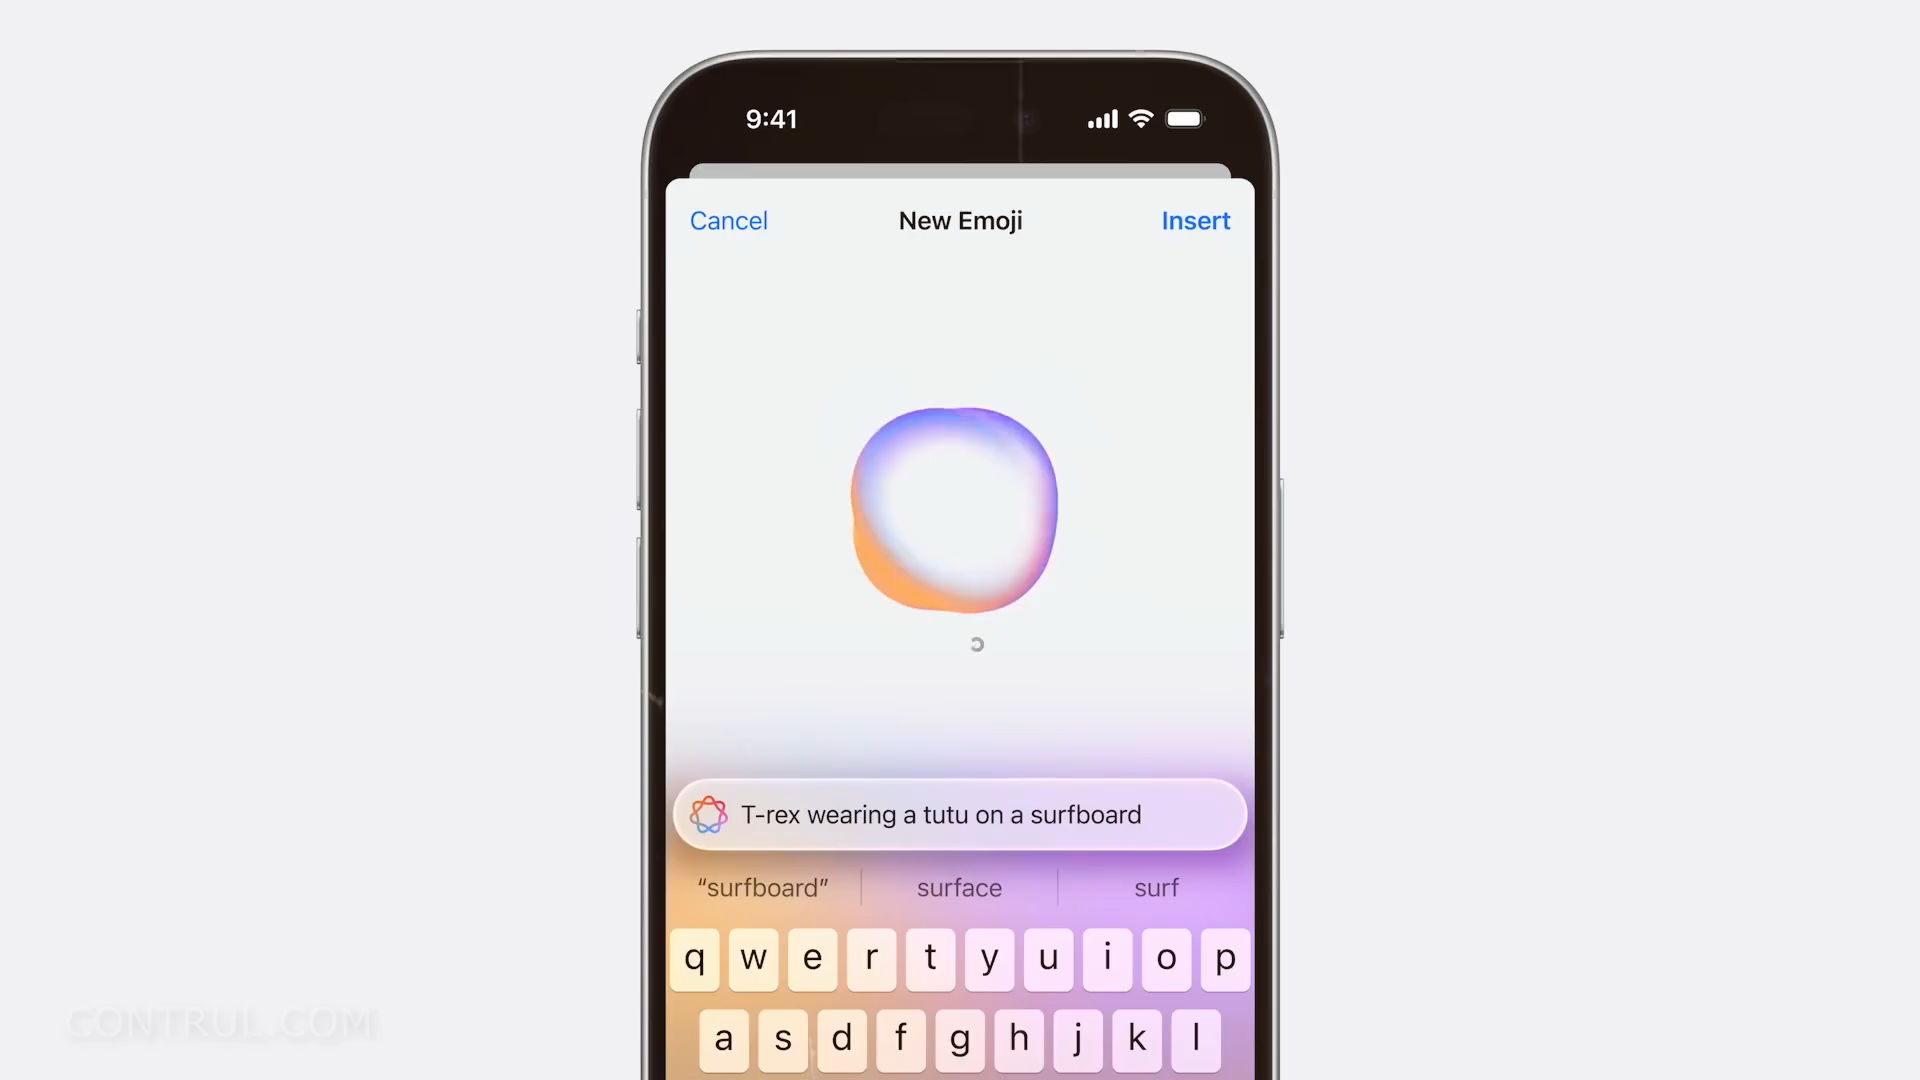 9:41
Cancel New Emoji Insert
T-rex wearing a tutu on a surfboard
“surfboard” surface surf
q w e r t y u i o p
a s d f g h j k l
CONTRUL.COM